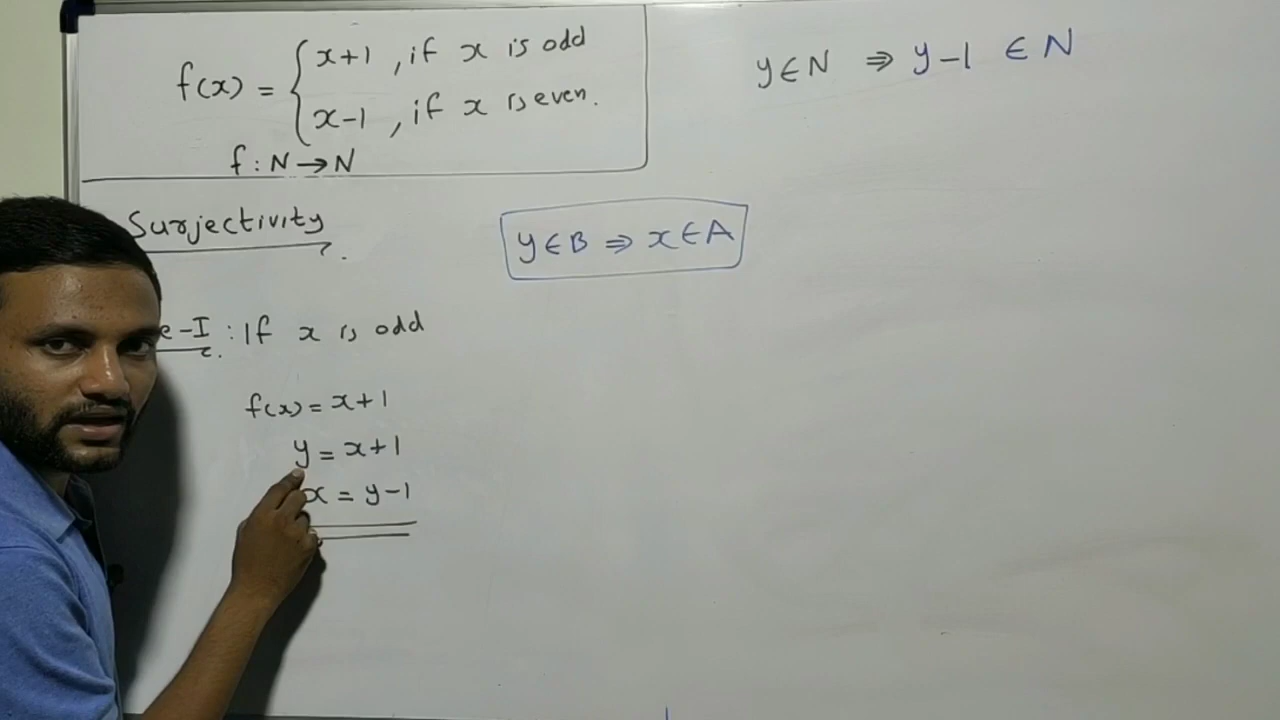 f(x) = { x+1 , if x is odd
x-1 , if x is even.
f : N → N
y ∈ N ⇒ y-1 ∈ N
Surjectivity
y ∈ B ⇒ x ∈ A
e-I : If x is odd
f(x) = x+1
y = x+1
x = y-1